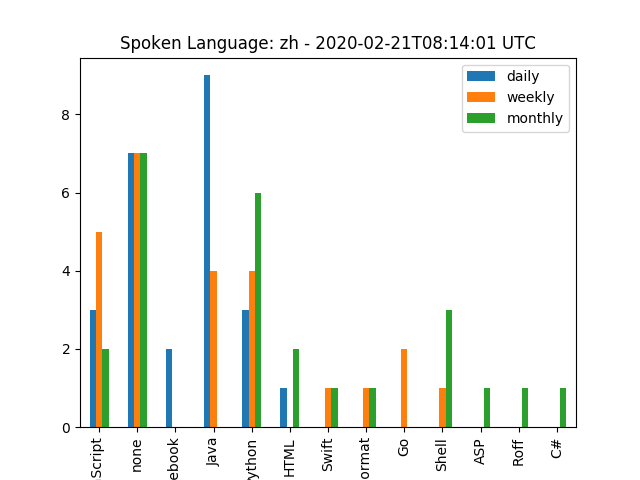 Spoken Language: zh - 2020-02-21T08:14:01 UTC
daily
weekly
monthly
8
6
4
2
0
Script
none
ebook
Java
ython
HTML
Swift
ormat
Go
Shell
ASP
Roff
C#